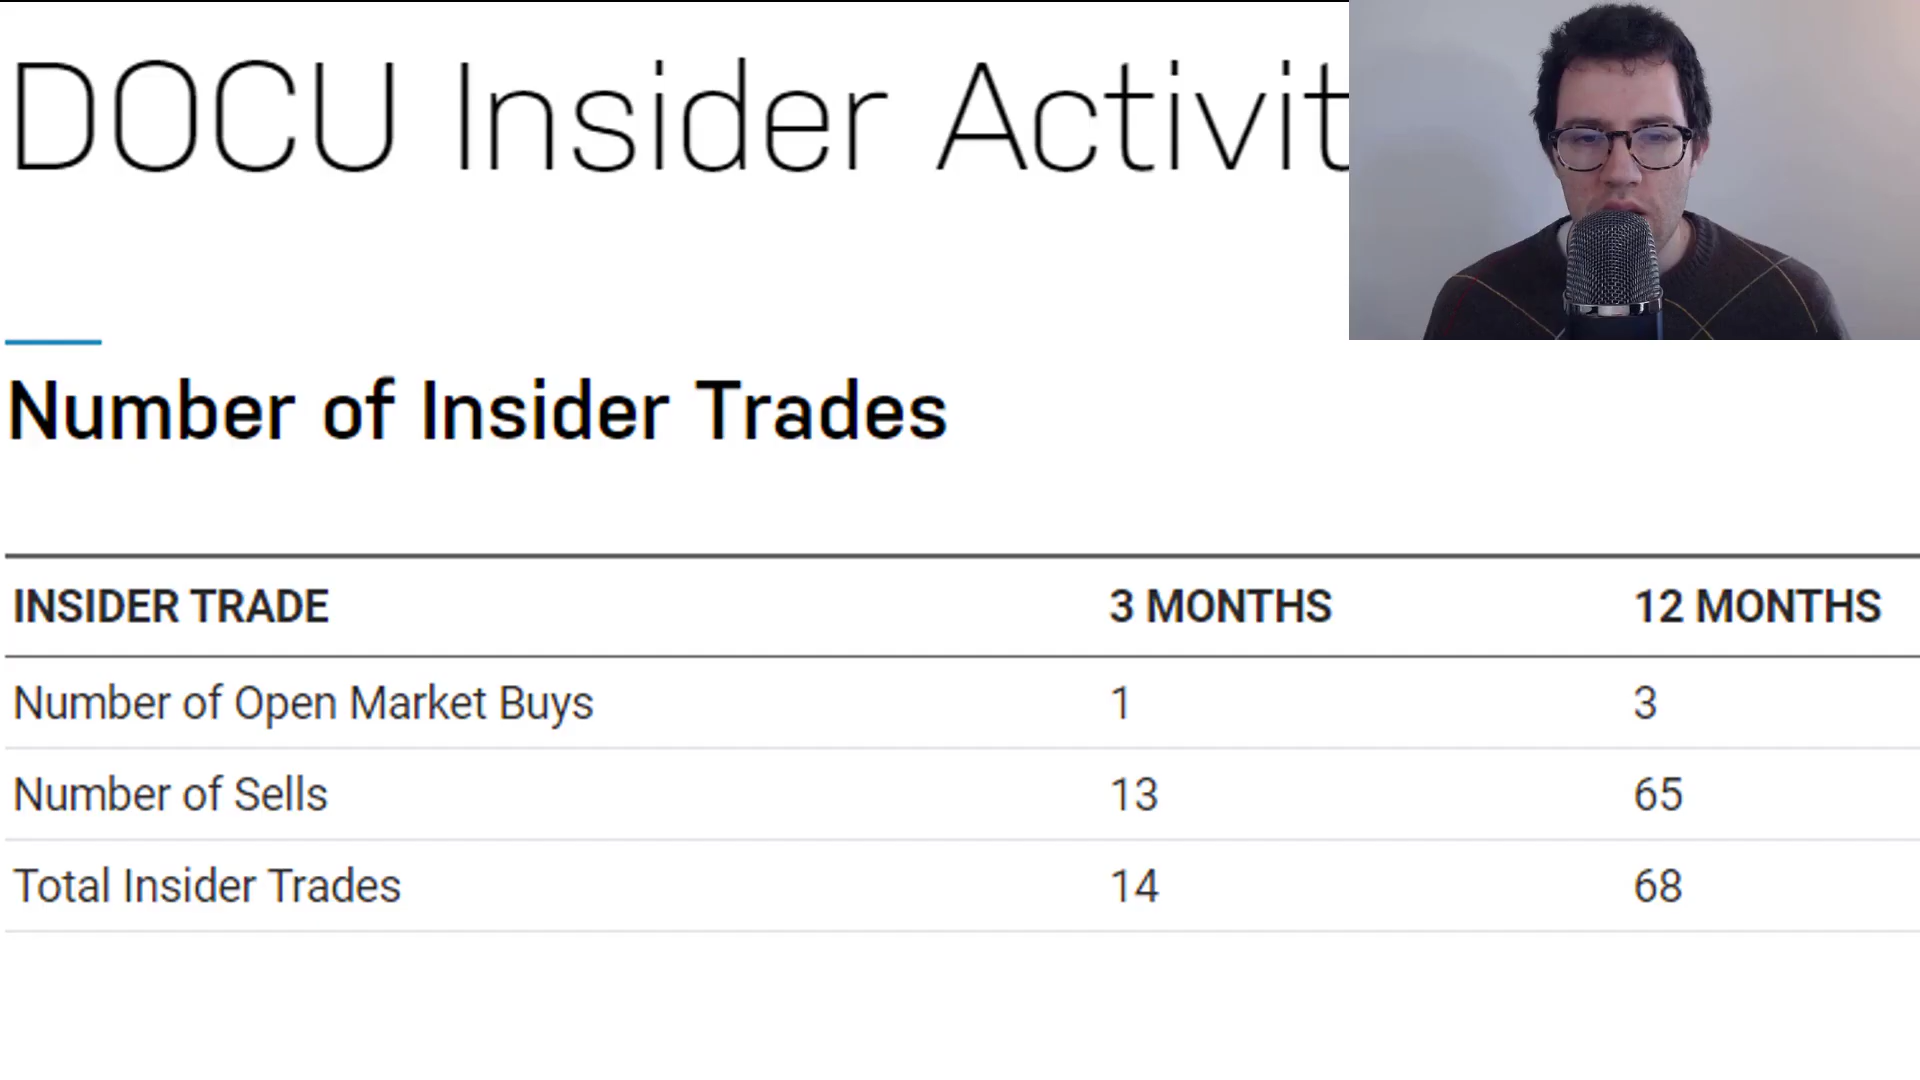 DOCU Insider Activit
Number of Insider Trades
INSIDER TRADE 3 MONTHS 12 MONTHS
Number of Open Market Buys 1 3
Number of Sells 13 65
Total Insider Trades 14 68